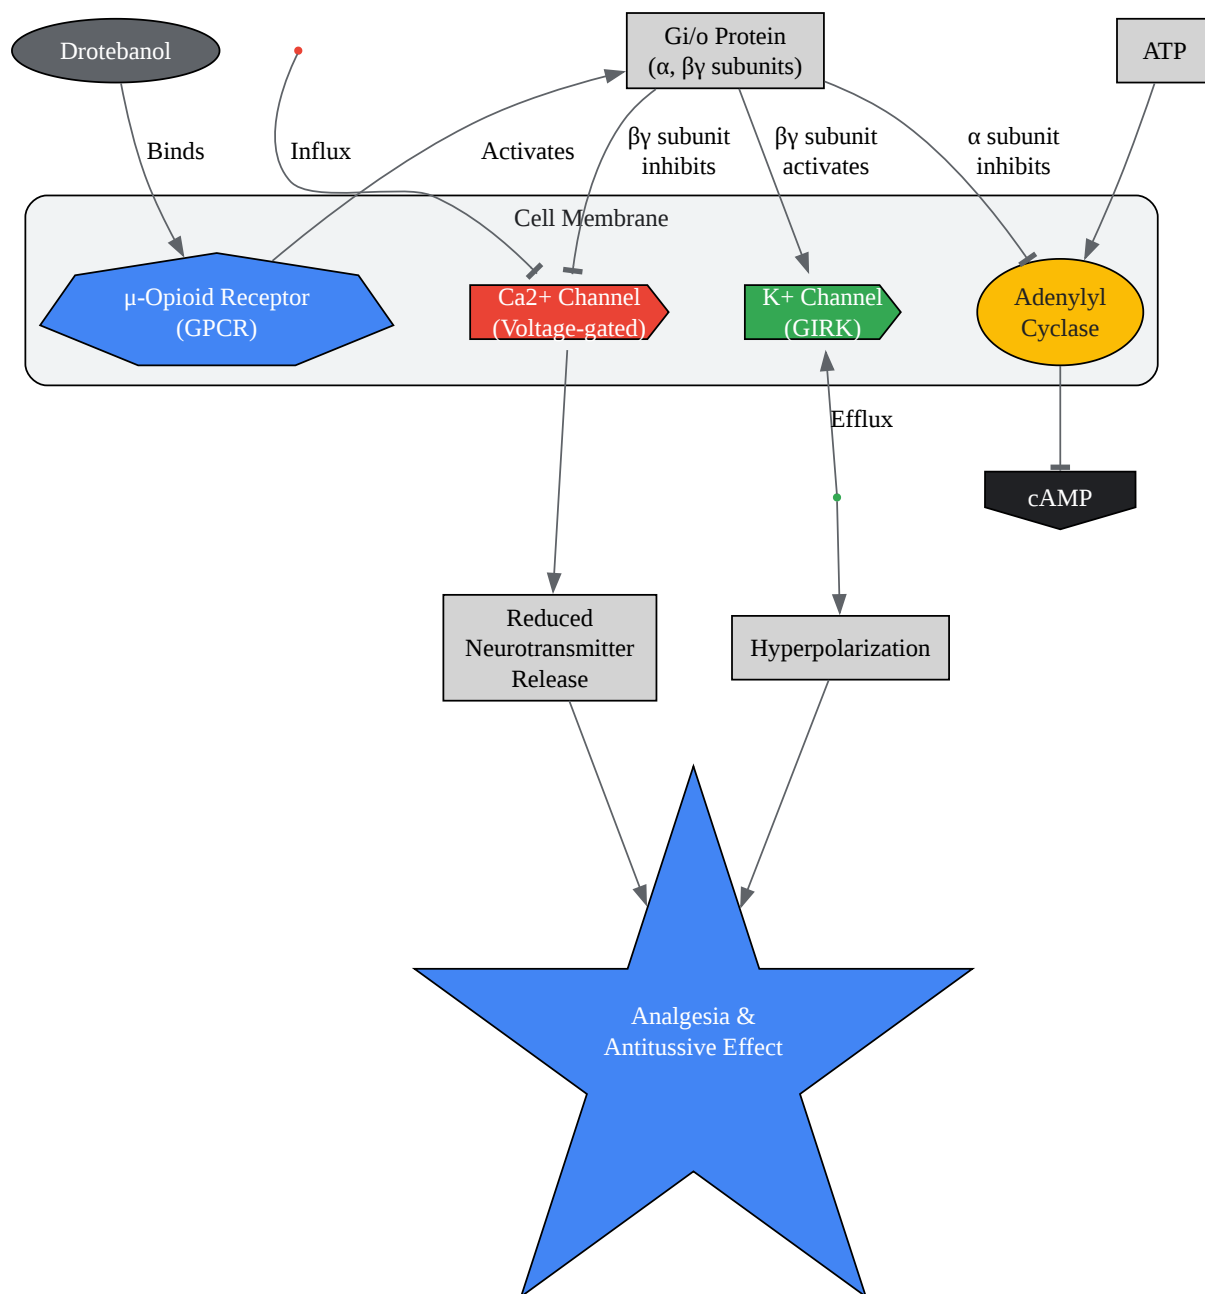 Drotebanol
Gi/o Protein
(α, βγ subunits)
ATP
Binds
Influx
Activates
βγ subunit
inhibits
βγ subunit
activates
α subunit
inhibits
Cell Membrane
μ-Opioid Receptor
(GPCR)
Ca2+ Channel
(Voltage-gated)
K+ Channel
(GIRK)
Adenylyl
Cyclase
Efflux
cAMP
Reduced
Neurotransmitter
Release
Hyperpolarization
Analgesia &
Antitussive Effect